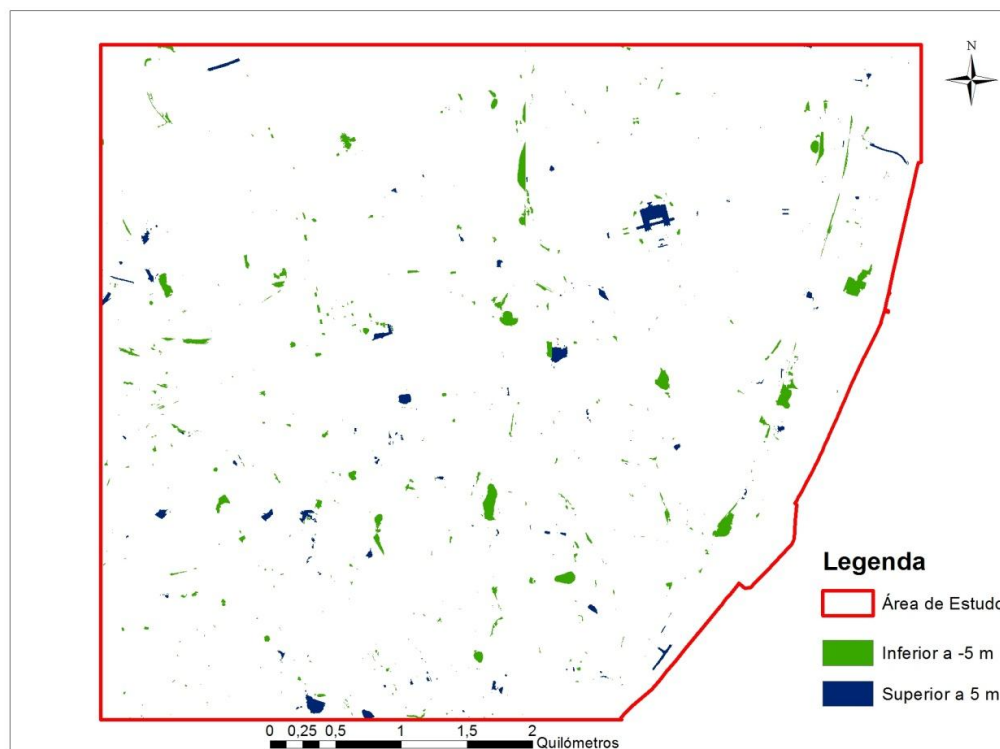 N
Legenda
Área de Estudo
Inferior a -5 m
Superior a 5 m
0 0,25 0,5 1 1,5 2
Quilómetros